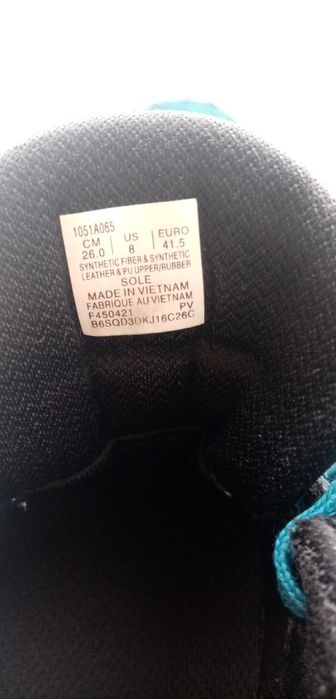 1051A065
CM | US | EURO
26.0 | 8 | 41.5
SYNTHETIC FIBER & SYNTHETIC
LEATHER & PU UPPER/RUBBER
SOLE
MADE IN VIETNAM
FABRIQUE AU VIETNAM
F450421 PV
B6SQD3DKJ16C26C